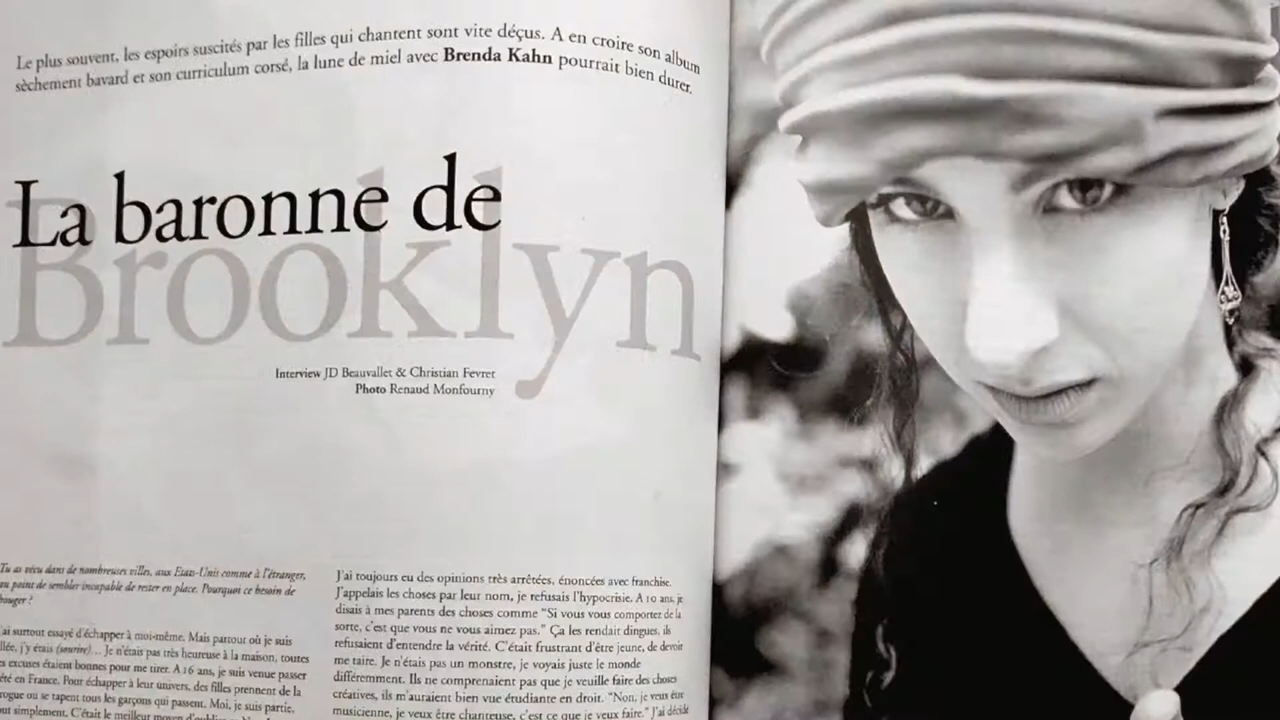 Le plus souvent, les espoirs suscités par les filles qui chantent sont vite déçus. A en croire son album
sèchement bavard et son curriculum corsé, la lune de miel avec Brenda Kahn pourrait bien durer.
La baronne de
Brooklyn
Interview JD Beauvallet & Christian Fevret
Photo Renaud Monfourny
Tu as vécu dans de nombreuses villes, aux Etats-Unis comme à l'étranger,
au point de sembler incapable de rester en place. Pourquoi ce besoin de
bouger ?
J'ai surtout essayé d'échapper à moi-même. Mais partout où je suis
allée, j'y étais (sourire)... Je n'étais pas très heureuse à la maison, toutes
les excuses étaient bonnes pour me tirer. A 16 ans, je suis venue passer
été en France. Pour échapper à leur univers, des filles prennent de la
drogue ou se tapent tous les garçons qui passent. Moi, je suis partie,
tout simplement. C'était le meilleur moyen
J'ai toujours eu des opinions très arrêtées, énoncées avec franchise.
J'appelais les choses par leur nom, je refusais l'hypocrisie. A 10 ans, je
disais à mes parents des choses comme "Si vous vous comportez de la
sorte, c'est que vous ne vous aimez pas." Ça les rendait dingues, ils
refusaient d'entendre la vérité. C'était frustrant d'être jeune, de devoir
me taire. Je n'étais pas un monstre, je voyais juste le monde
différemment. Ils ne comprenaient pas que je veuille faire des choses
créatives, ils m'auraient bien vue étudiante en droit. "Non, je veux être
musicienne, je veux être chanteuse, c'est ce que je veux faire." J'ai décidé